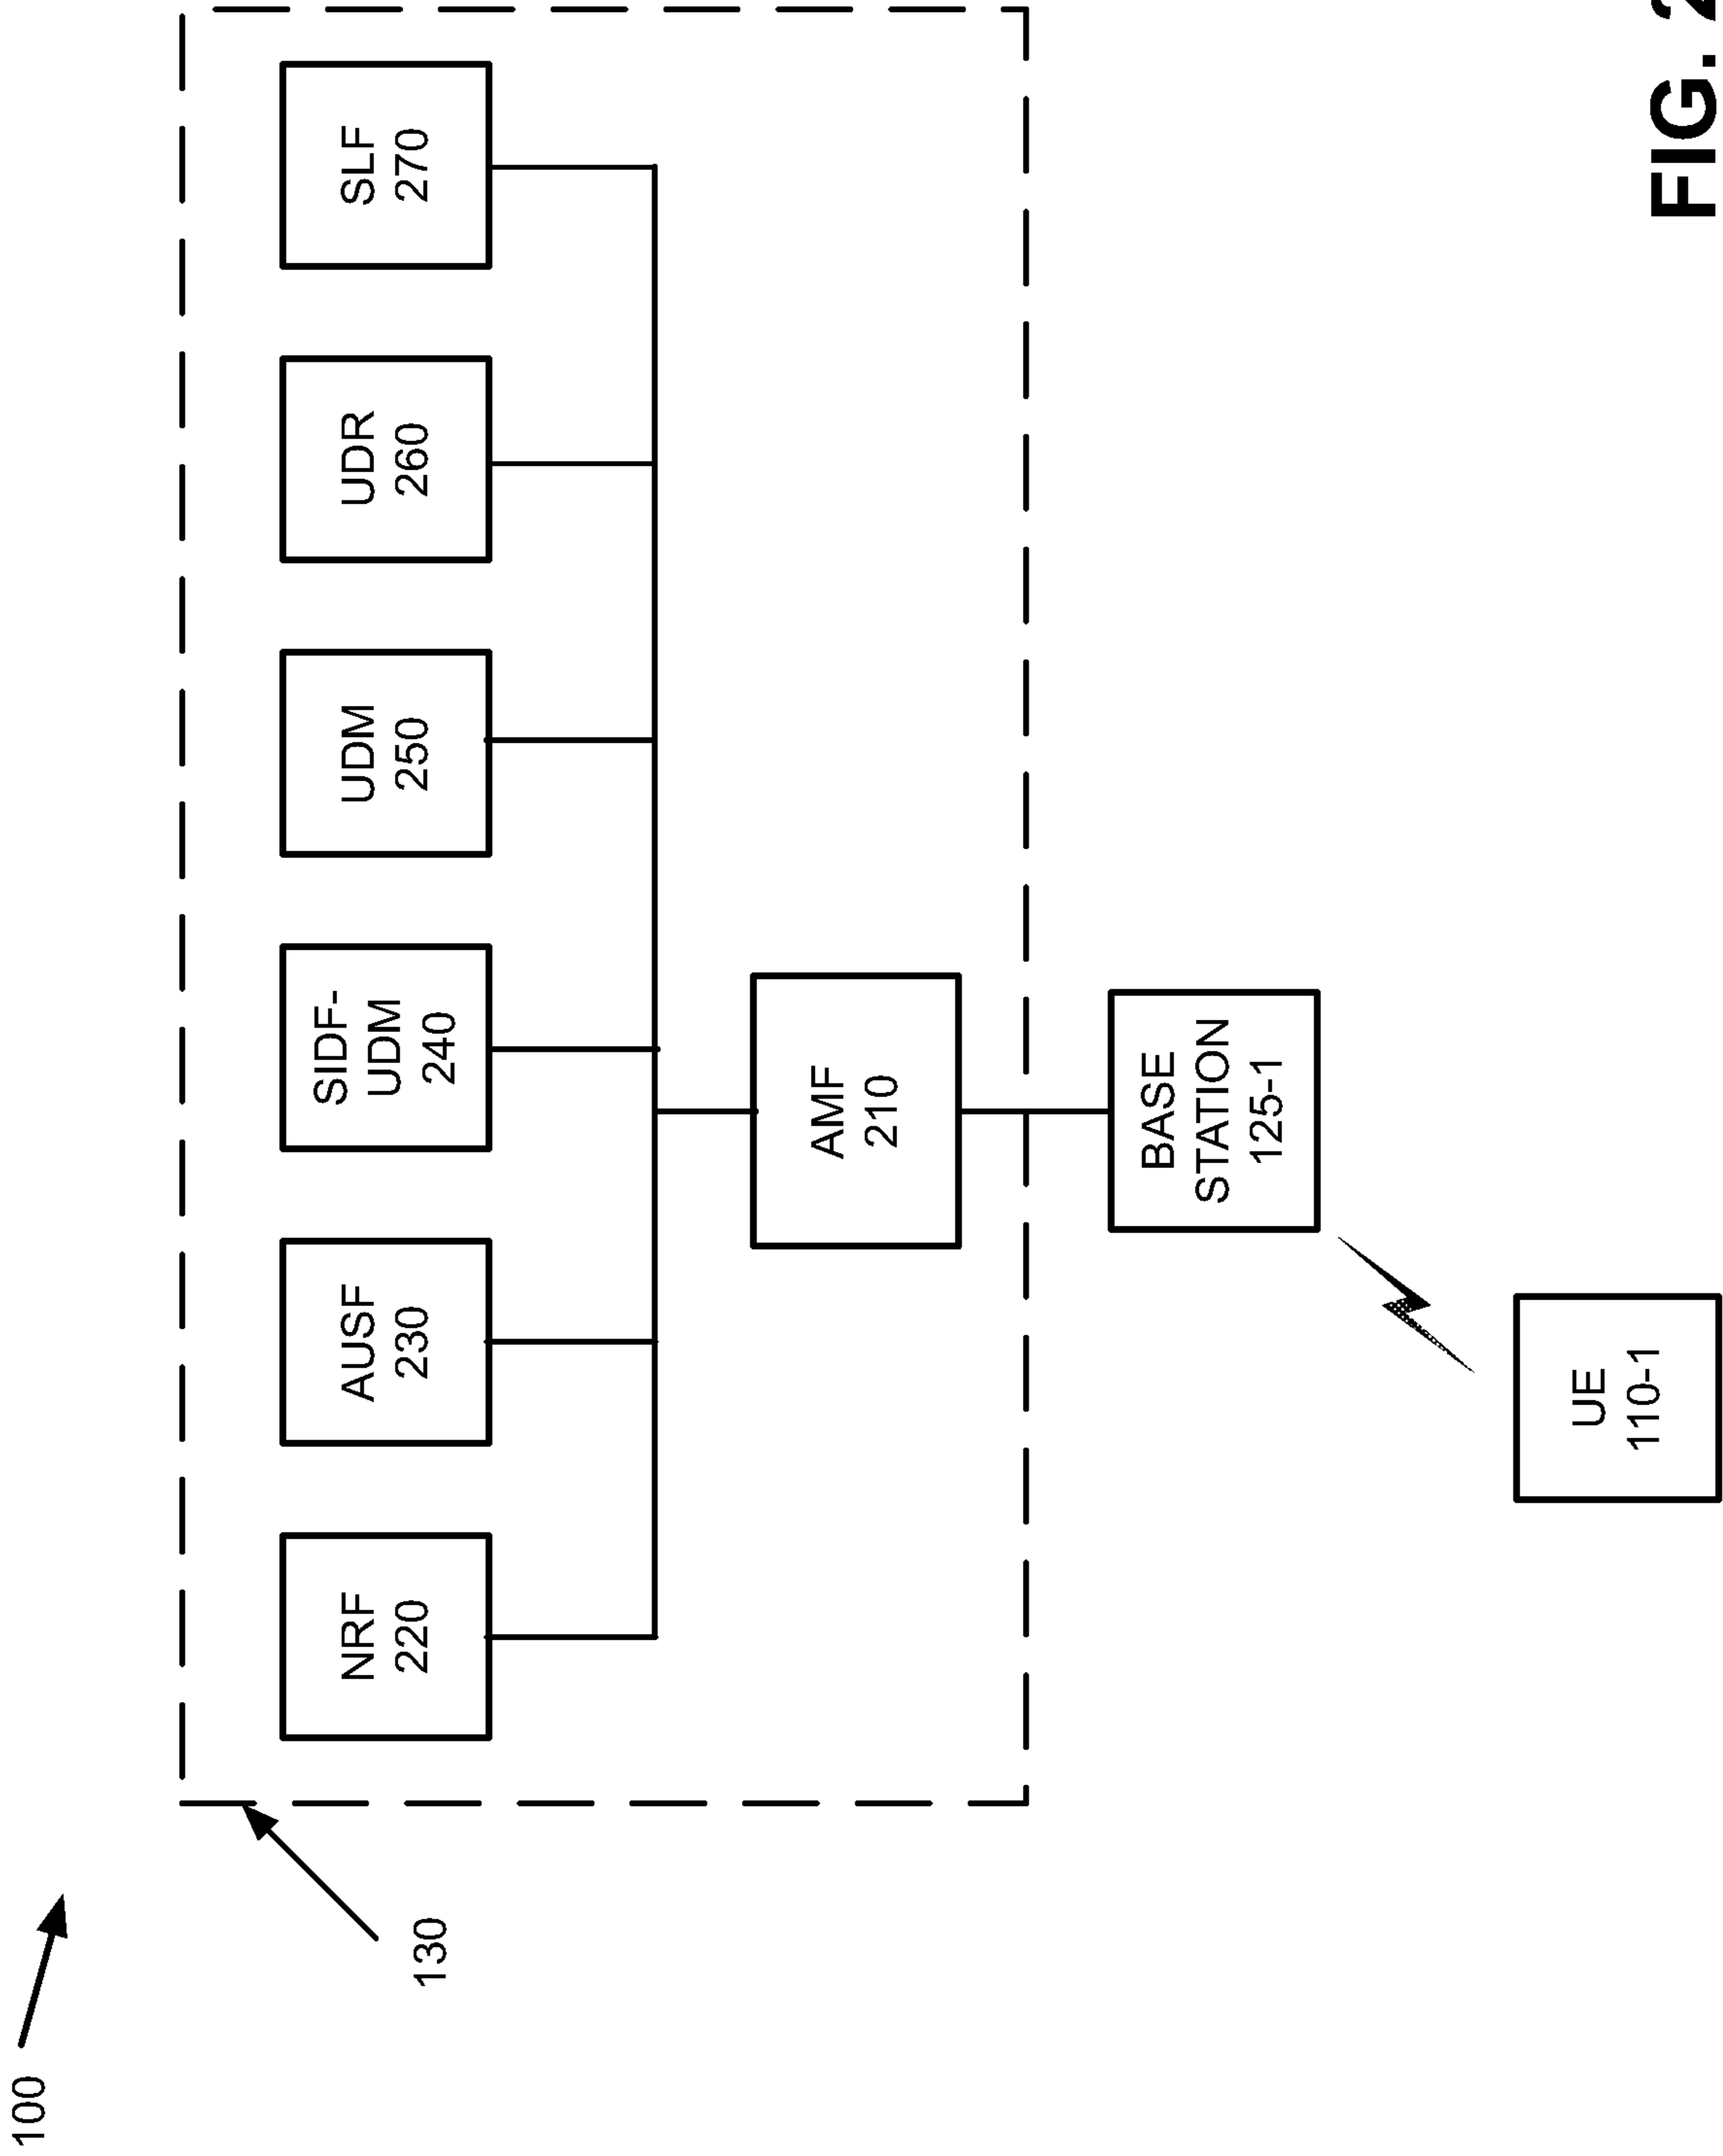 100
130
NRF
220
AUSF
230
SIDF-
UDM
240
UDM
250
UDR
260
SLF
270
AMF
210
BASE
STATION
125-1
UE
110-1
FIG. 2